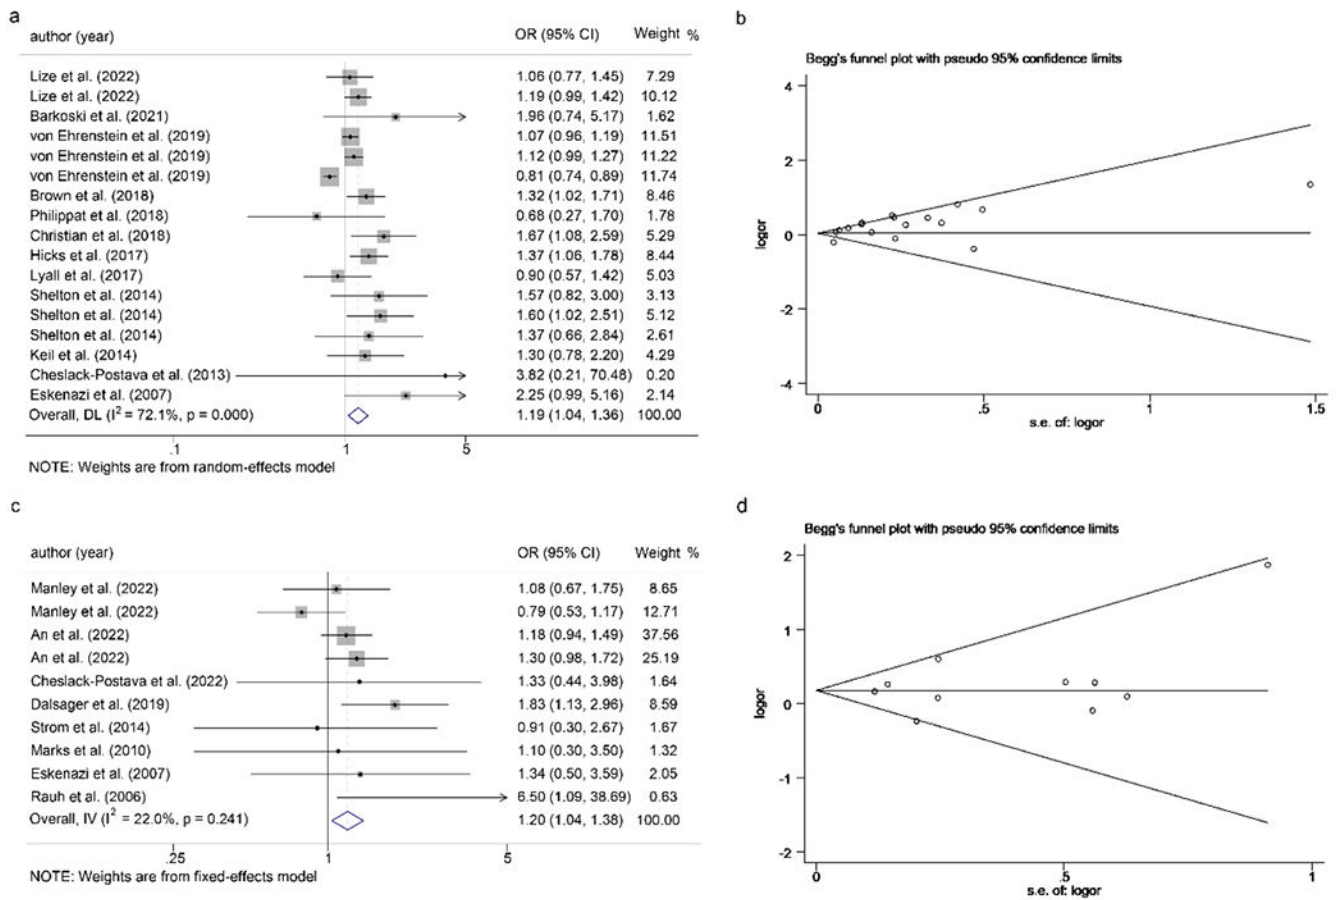 a
author (year) OR (95% CI) Weight %
Lize et al. (2022) 1.06 (0.77, 1.45) 7.29
Lize et al. (2022) 1.19 (0.99, 1.42) 10.12
Barkoski et al. (2021) 1.96 (0.74, 5.17) 1.62
von Ehrenstein et al. (2019) 1.07 (0.96, 1.19) 11.51
von Ehrenstein et al. (2019) 1.12 (0.99, 1.27) 11.22
von Ehrenstein et al. (2019) 0.81 (0.74, 0.89) 11.74
Brown et al. (2018) 1.32 (1.02, 1.71) 8.46
Philippat et al. (2018) 0.68 (0.27, 1.70) 1.78
Christian et al. (2018) 1.67 (1.08, 2.59) 5.29
Hicks et al. (2017) 1.37 (1.06, 1.78) 8.44
Lyall et al. (2017) 0.90 (0.57, 1.42) 5.03
Shelton et al. (2014) 1.57 (0.82, 3.00) 3.13
Shelton et al. (2014) 1.60 (1.02, 2.51) 5.12
Shelton et al. (2014) 1.37 (0.66, 2.84) 2.61
Keil et al. (2014) 1.30 (0.78, 2.20) 4.29
Cheslack-Postava et al. (2013) 3.82 (0.21, 70.48) 0.20
Eskenazi et al. (2007) 2.25 (0.99, 5.16) 2.14
Overall, DL (I² = 72.1%, p = 0.000) 1.19 (1.04, 1.36) 100.00
.1 1 5
NOTE: Weights are from random-effects model
b
Begg's funnel plot with pseudo 95% confidence limits
4
2
0
-2
-4
logor
0 .5 1 1.5
s.e. of: logor
c
author (year) OR (95% CI) Weight %
Manley et al. (2022) 1.08 (0.67, 1.75) 8.65
Manley et al. (2022) 0.79 (0.53, 1.17) 12.71
An et al. (2022) 1.18 (0.94, 1.49) 37.56
An et al. (2022) 1.30 (0.98, 1.72) 25.19
Cheslack-Postava et al. (2022) 1.33 (0.44, 3.98) 1.64
Dalsager et al. (2019) 1.83 (1.13, 2.96) 8.59
Strom et al. (2014) 0.91 (0.30, 2.67) 1.67
Marks et al. (2010) 1.10 (0.30, 3.50) 1.32
Eskenazi et al. (2007) 1.34 (0.50, 3.59) 2.05
Rauh et al. (2006) 6.50 (1.09, 38.69) 0.63
Overall, IV (I² = 22.0%, p = 0.241) 1.20 (1.04, 1.38) 100.00
.25 1 5
NOTE: Weights are from fixed-effects model
d
Begg's funnel plot with pseudo 95% confidence limits
2
1
0
-1
-2
logor
0 .5 1
s.e. of: logor